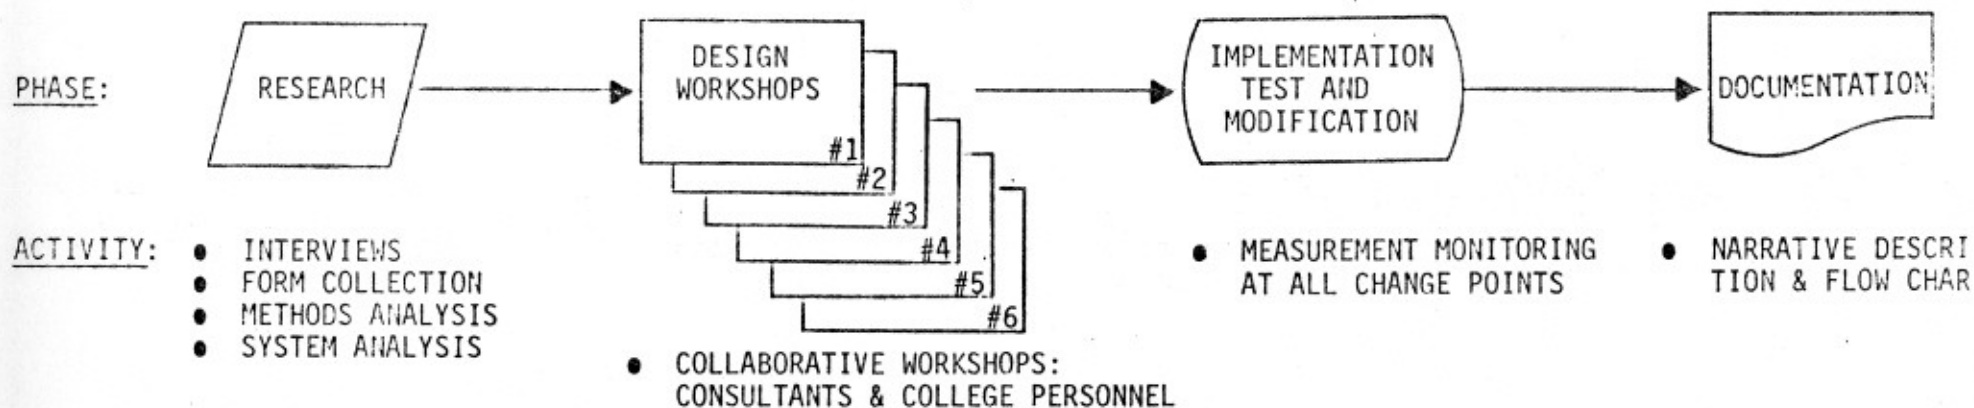 PHASE:
RESEARCH
DESIGN
WORKSHOPS
#1
#2
#3
#4
#5
#6
IMPLEMENTATION
TEST AND
MODIFICATION
DOCUMENTATION
ACTIVITY:
● INTERVIEWS
● FORM COLLECTION
● METHODS ANALYSIS
● SYSTEM ANALYSIS
● COLLABORATIVE WORKSHOPS:
CONSULTANTS & COLLEGE PERSONNEL
● MEASUREMENT MONITORING
AT ALL CHANGE POINTS
● NARRATIVE DESCRI
TION & FLOW CHAR